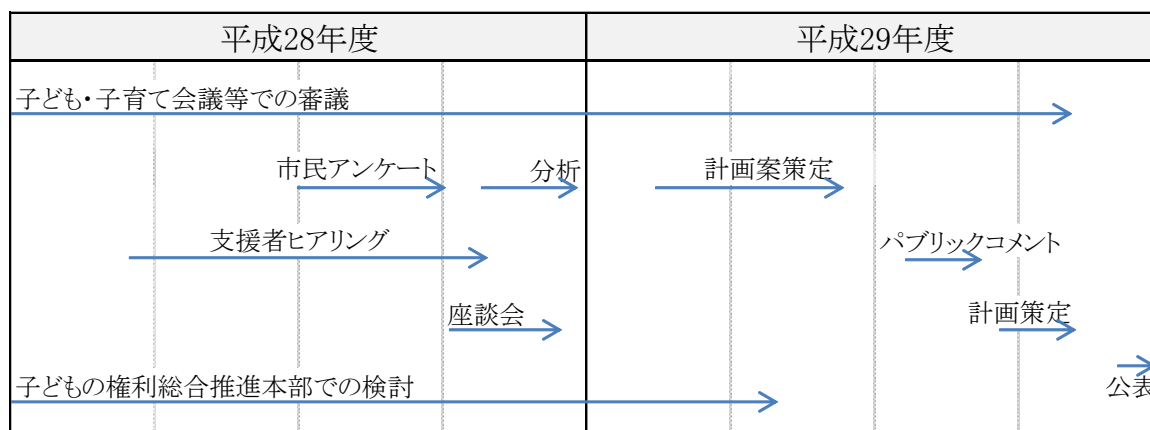 平成28年度
平成29年度
子ども・子育て会議等での審議
市民アンケート
分析
計画案策定
支援者ヒアリング
パブリックコメント
座談会
計画策定
子どもの権利総合推進本部での検討
公表